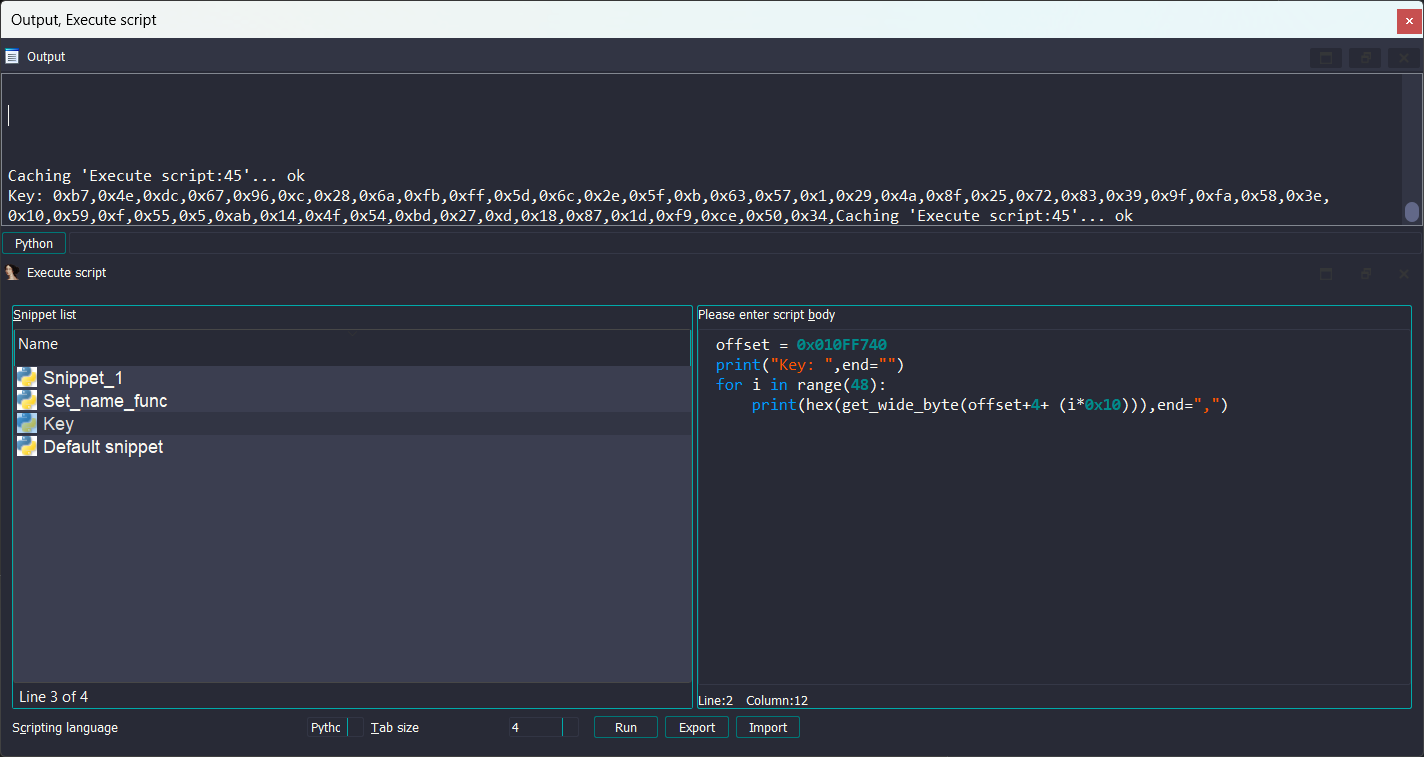 Output, Execute script
Output
Caching 'Execute script:45'... ok
Key: 0xb7,0x4e,0xdc,0x67,0x96,0xc,0x28,0x6a,0xfb,0xff,0x5d,0x6c,0x2e,0x5f,0xb,0x63,0x57,0x1,0x29,0x4a,0x8f,0x25,0x72,0x83,0x39,0x9f,0xfa,0x58,0x3e,
0x10,0x59,0xf,0x55,0x5,0xab,0x14,0x4f,0x54,0xbd,0x27,0xd,0x18,0x87,0x1d,0xf9,0xce,0x50,0x34,Caching 'Execute script:45'... ok
Python
Execute script
Snippet list
Name
Snippet_1
Set_name_func
Key
Default snippet
Line 3 of 4
Please enter script body
offset = 0x010FF740
print("Key: ",end="")
for i in range(48):
    print(hex(get_wide_byte(offset+4+ (i*0x10))),end=",")
Line:2 Column:12
Scripting language Pythc Tab size 4 Run Export Import